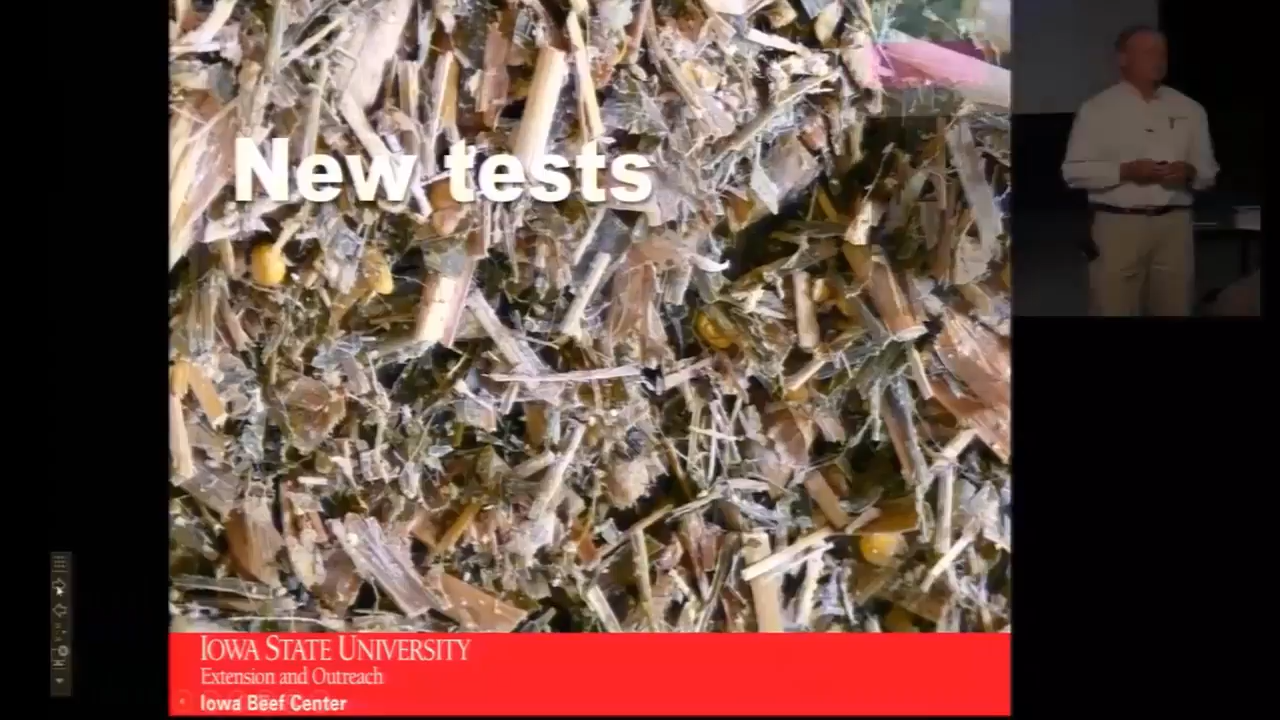 New tests
IOWA STATE UNIVERSITY
Extension and Outreach
Iowa Beef Center